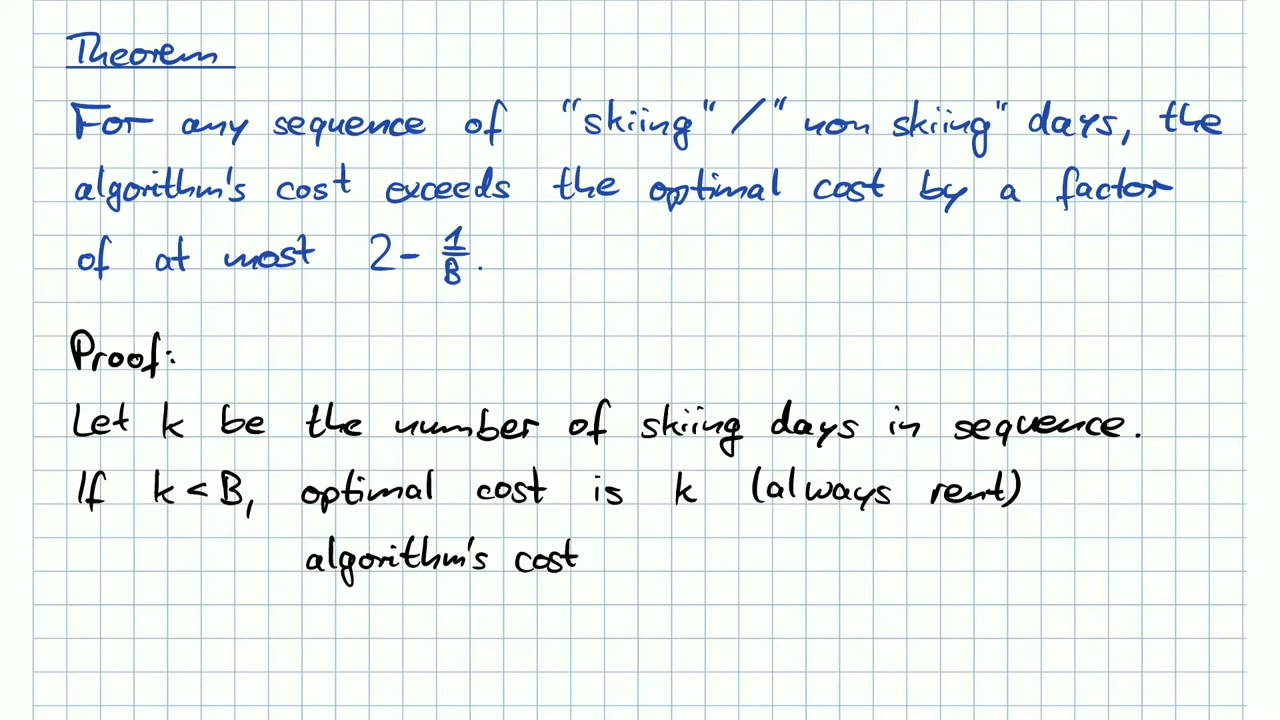 Theorem
For any sequence of "skiing"/"non skiing" days, the
algorithm's cost exceeds the optimal cost by a factor
of at most 2 - 1/B.
Proof:
Let k be the number of skiing days in sequence.
If k < B, optimal cost is k (always rent)
algorithm's cost